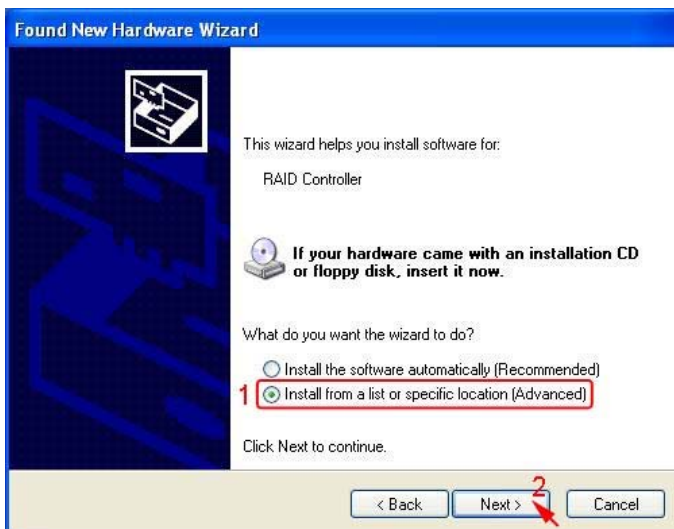 Found New Hardware Wizard
This wizard helps you install software for:
RAID Controller
If your hardware came with an installation CD
or floppy disk, insert it now.
What do you want the wizard to do?
Install the software automatically (Recommended)
1 Install from a list or specific location (Advanced)
Click Next to continue.
2
< Back Next > Cancel